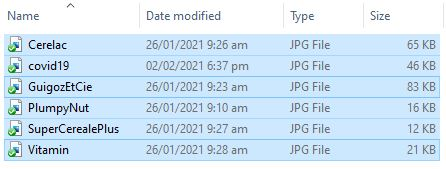 Name Date modified Type Size
Cerelac 26/01/2021 9:26 am JPG File 65 KB
covid19 02/02/2021 6:37 pm JPG File 46 KB
GuigozEtCie 26/01/2021 9:23 am JPG File 83 KB
PlumpyNut 26/01/2021 9:10 am JPG File 16 KB
SuperCerealePlus 26/01/2021 9:27 am JPG File 12 KB
Vitamin 26/01/2021 9:28 am JPG File 21 KB